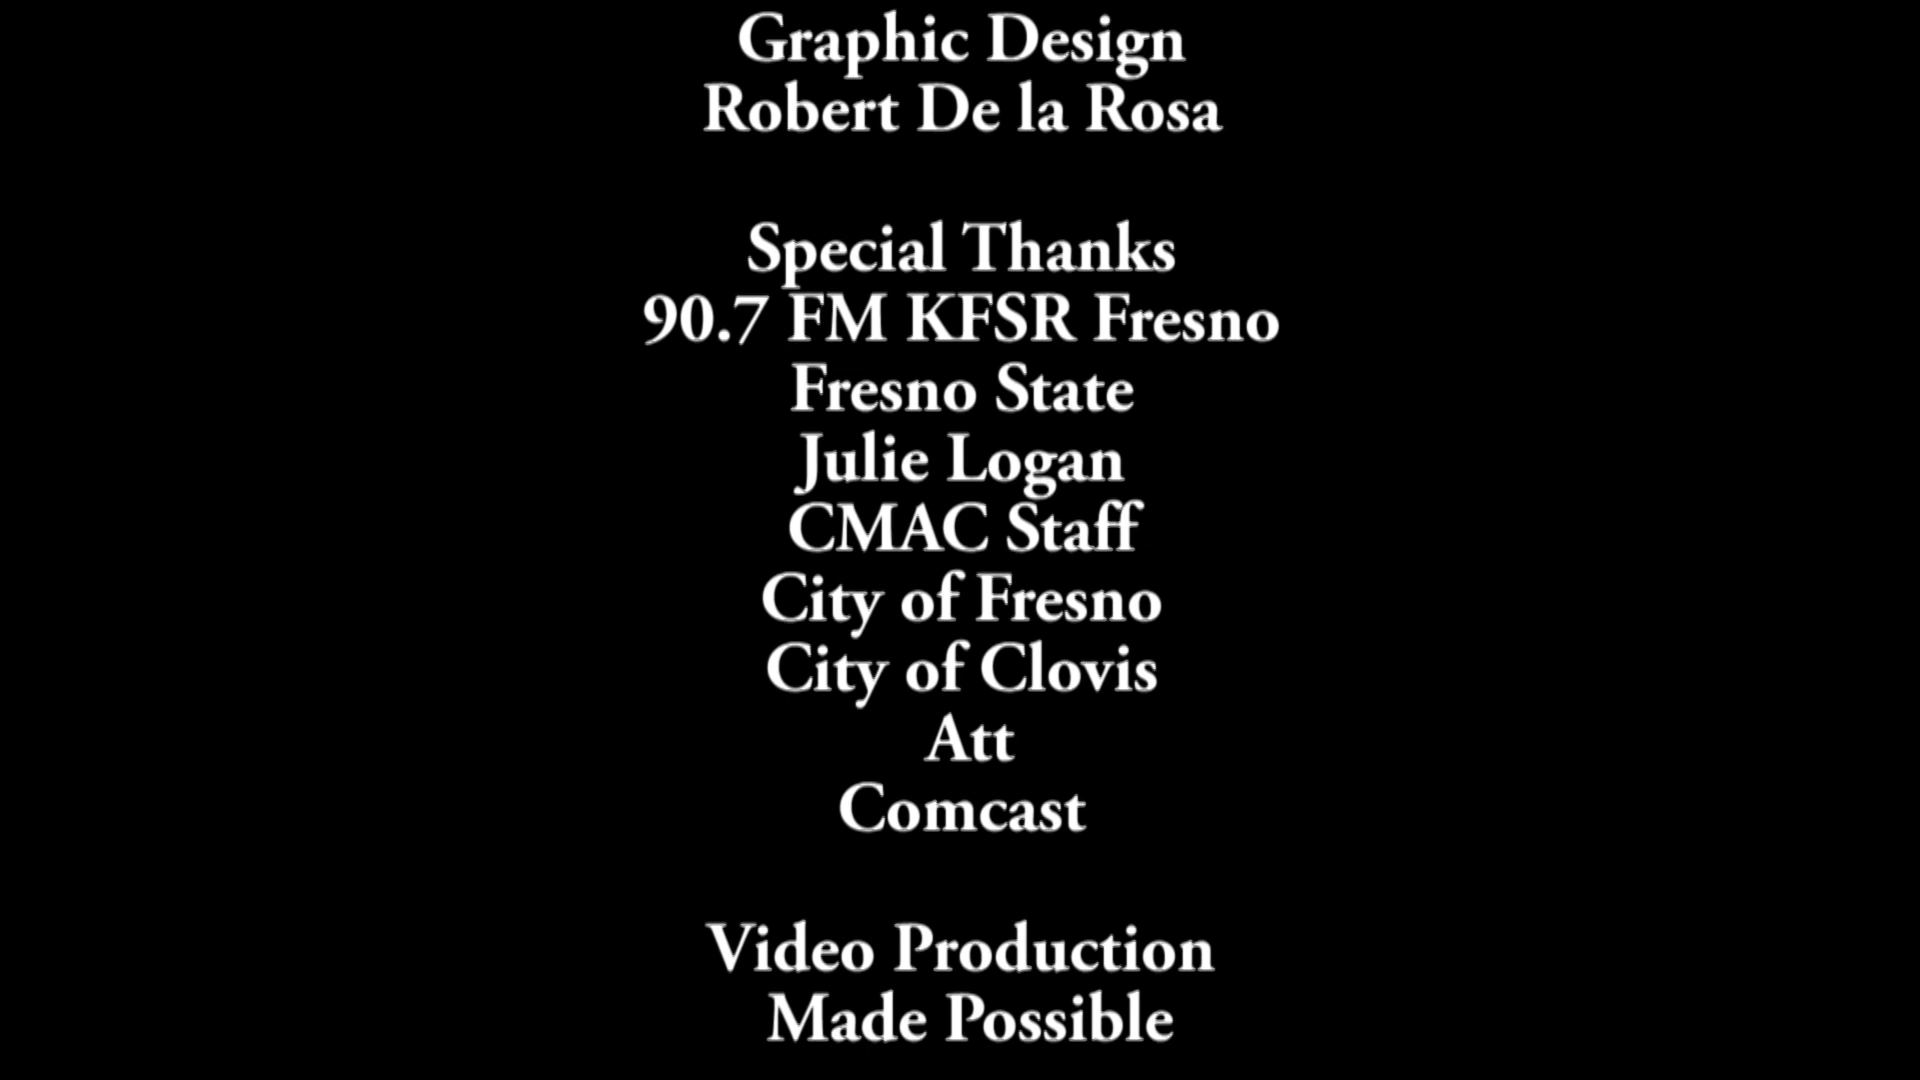 Graphic Design
Robert De la Rosa
Special Thanks
90.7 FM KFSR Fresno
Fresno State
Julie Logan
CMAC Staff
City of Fresno
City of Clovis
Att
Comcast
Video Production
Made Possible